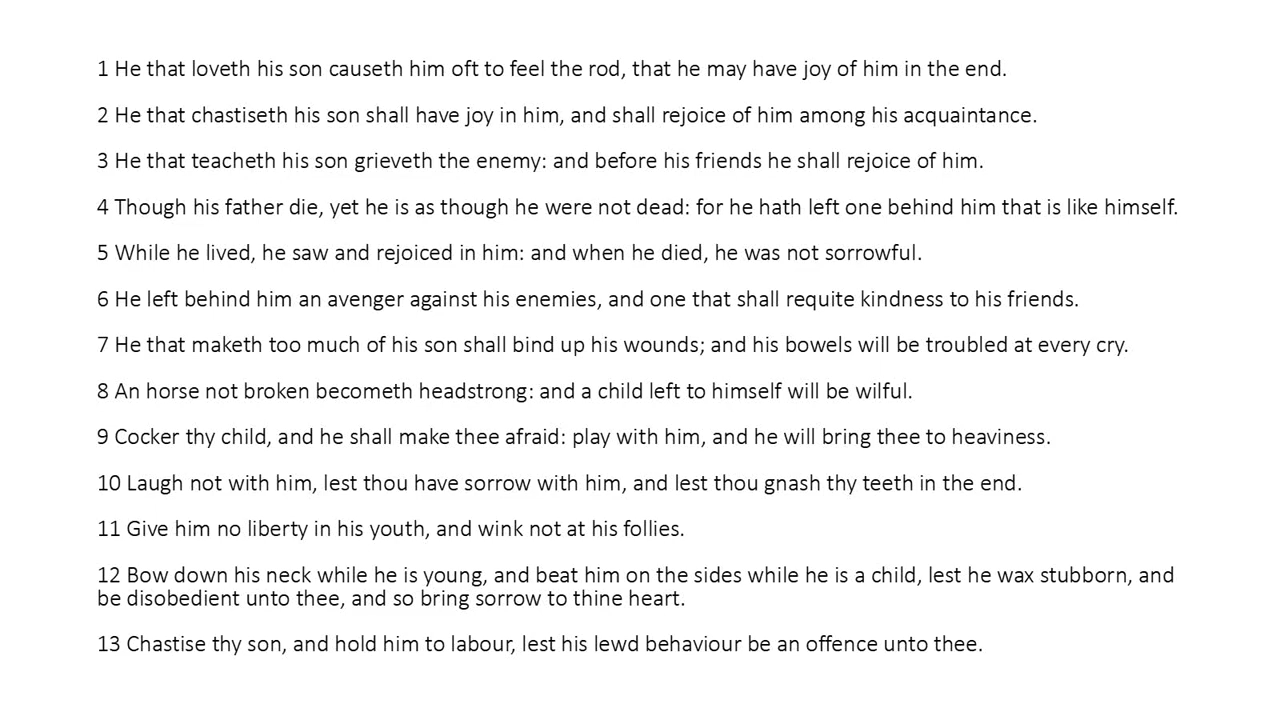 1 He that loveth his son causeth him oft to feel the rod, that he may have joy of him in the end.
2 He that chastiseth his son shall have joy in him, and shall rejoice of him among his acquaintance.
3 He that teacheth his son grieveth the enemy: and before his friends he shall rejoice of him.
4 Though his father die, yet he is as though he were not dead: for he hath left one behind him that is like himself.
5 While he lived, he saw and rejoiced in him: and when he died, he was not sorrowful.
6 He left behind him an avenger against his enemies, and one that shall requite kindness to his friends.
7 He that maketh too much of his son shall bind up his wounds; and his bowels will be troubled at every cry.
8 An horse not broken becometh headstrong: and a child left to himself will be wilful.
9 Cocker thy child, and he shall make thee afraid: play with him, and he will bring thee to heaviness.
10 Laugh not with him, lest thou have sorrow with him, and lest thou gnash thy teeth in the end.
11 Give him no liberty in his youth, and wink not at his follies.
12 Bow down his neck while he is young, and beat him on the sides while he is a child, lest he wax stubborn, and
be disobedient unto thee, and so bring sorrow to thine heart.
13 Chastise thy son, and hold him to labour, lest his lewd behaviour be an offence unto thee.